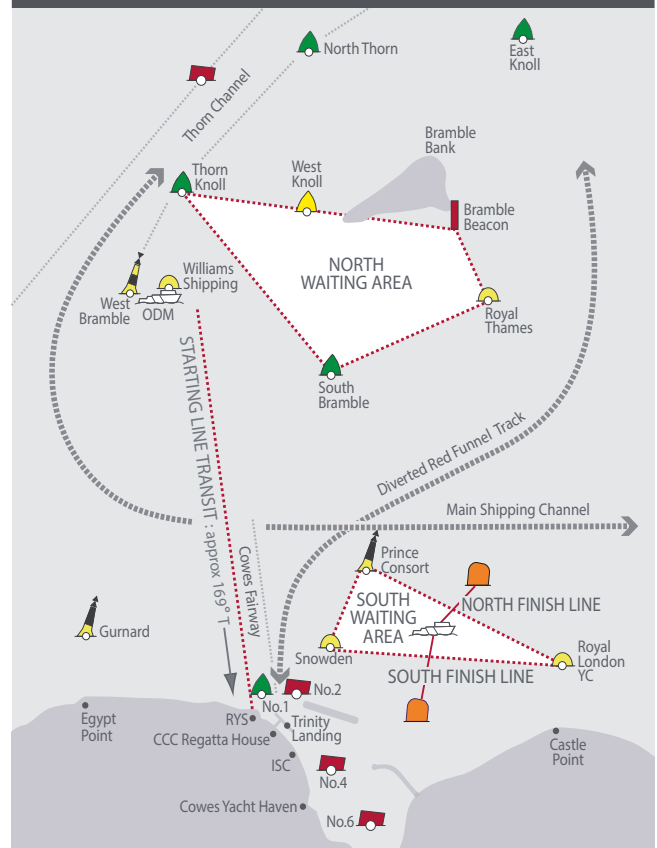 North Thorn
East
Knoll
Thorn Channel
Bramble
Bank
Thorn
Knoll
West
Knoll
Bramble
Beacon
NORTH
WAITING AREA
Williams
Shipping
West
Bramble
ODM
Royal
Thames
South
Bramble
STARTING LINE TRANSIT : approx 169° T
Diverted Red Funnel Track
Main Shipping Channel
Cowes Fairway
Prince
Consort
SOUTH
WAITING
AREA
NORTH FINISH LINE
Gurnard
Snowden
Royal
London
YC
SOUTH FINISH LINE
No.2
No.1
RYS
Egypt
Point
Trinity
Landing
CCC Regatta House
Castle
Point
ISC
No.4
Cowes Yacht Haven
No.6